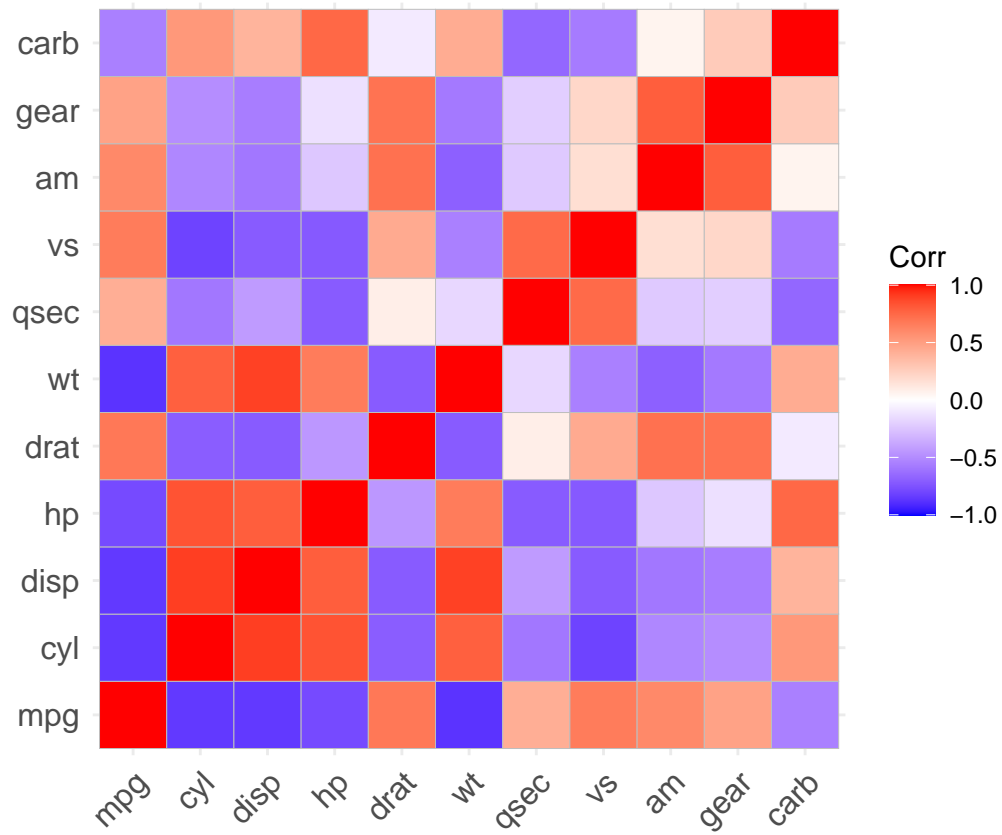 carb
gear
am
vs
qsec
wt
drat
hp
disp
cyl
mpg
mpg
cyl
disp
hp
drat
wt
qsec
vs
am
gear
carb
Corr
1.0
0.5
0.0
−0.5
−1.0